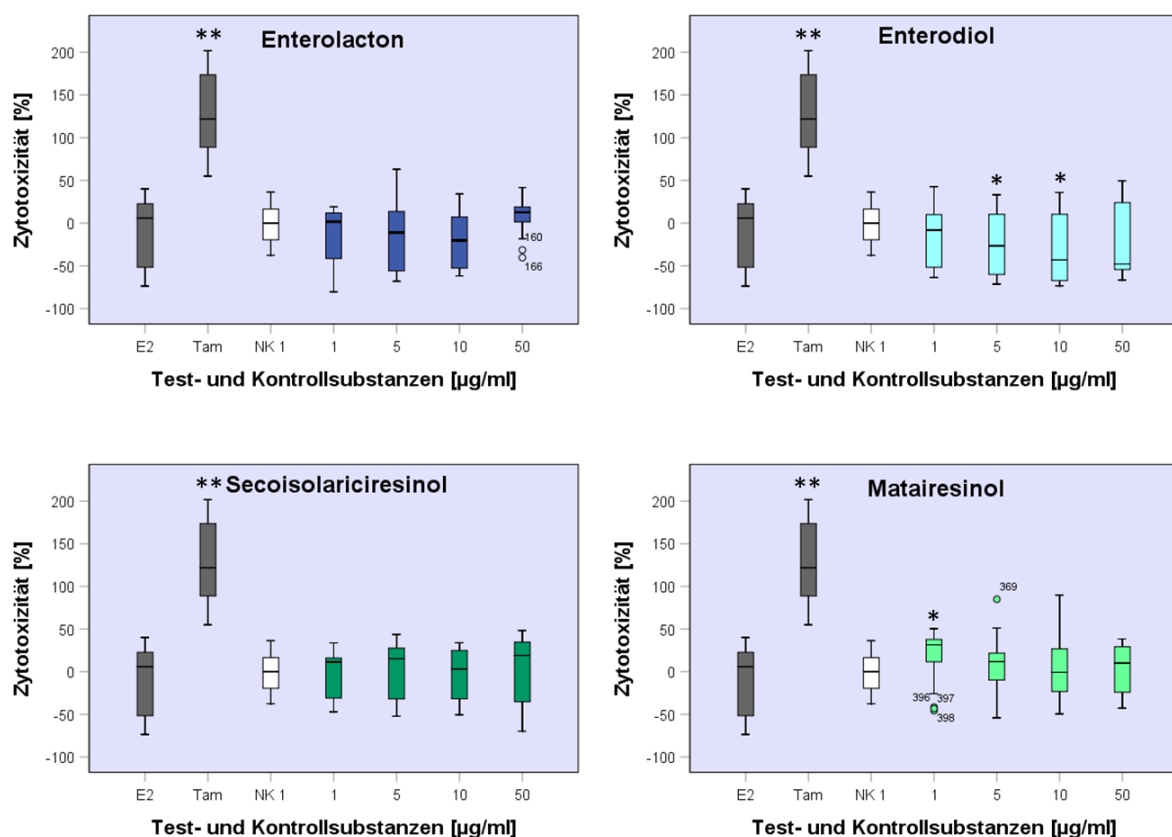 **
Enterolacton
Zytotoxizität [%]
200
150
100
50
0
-50
-100
*
160
166
E2 Tam NK 1 1 5 10 50
Test- und Kontrollsubstanzen [µg/ml]
**
Enterodiol
Zytotoxizität [%]
200
150
100
50
0
-50
-100
* *
E2 Tam NK 1 1 5 10 50
Test- und Kontrollsubstanzen [µg/ml]
** Secoisolariciresinol
Zytotoxizität [%]
200
150
100
50
0
-50
-100
E2 Tam NK 1 1 5 10 50
Test- und Kontrollsubstanzen [µg/ml]
**
Matairesinol
Zytotoxizität [%]
200
150
100
50
0
-50
-100
369
*
396 397
398
E2 Tam NK 1 1 5 10 50
Test- und Kontrollsubstanzen [µg/ml]